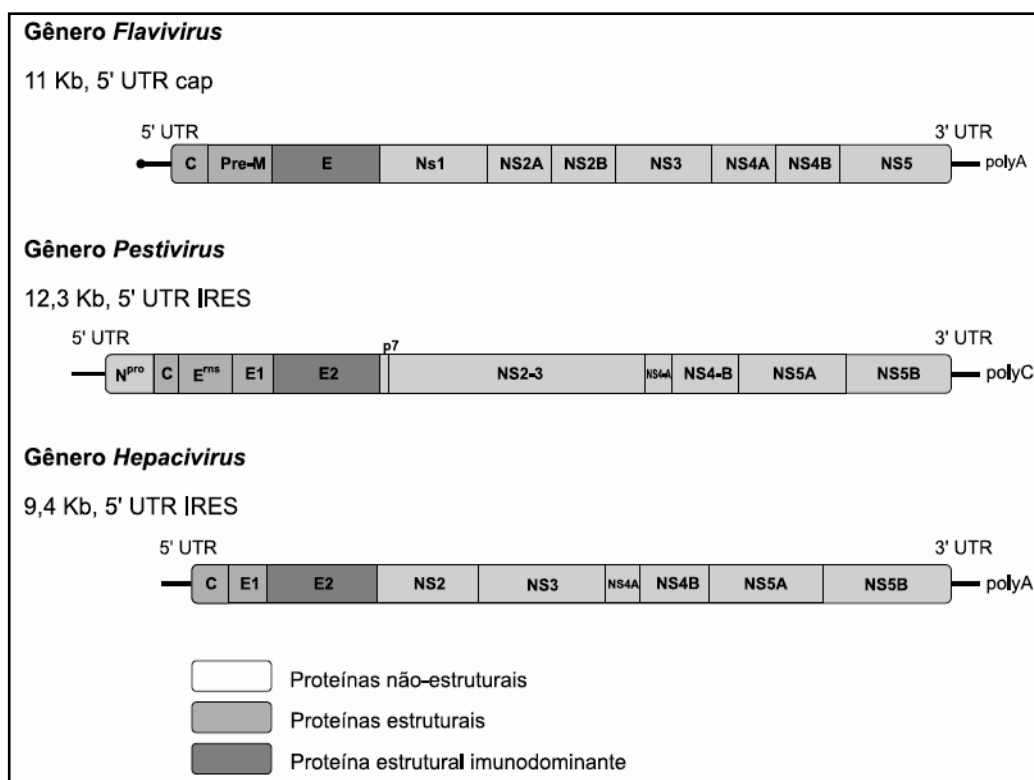 Gênero Flavivirus
11 Kb, 5' UTR cap
5' UTR 3' UTR
C Pre-M E Ns1 NS2A NS2B NS3 NS4A NS4B NS5 polyA
Gênero Pestivirus
12,3 Kb, 5' UTR IRES
5' UTR p7 3' UTR
Npro C Erns E1 E2 NS2-3 NS4-A NS4-B NS5A NS5B polyC
Gênero Hepacivirus
9,4 Kb, 5' UTR IRES
5' UTR 3' UTR
C E1 E2 NS2 NS3 NS4A NS4B NS5A NS5B polyA
Proteínas não-estruturais
Proteínas estruturais
Proteína estrutural imunodominante